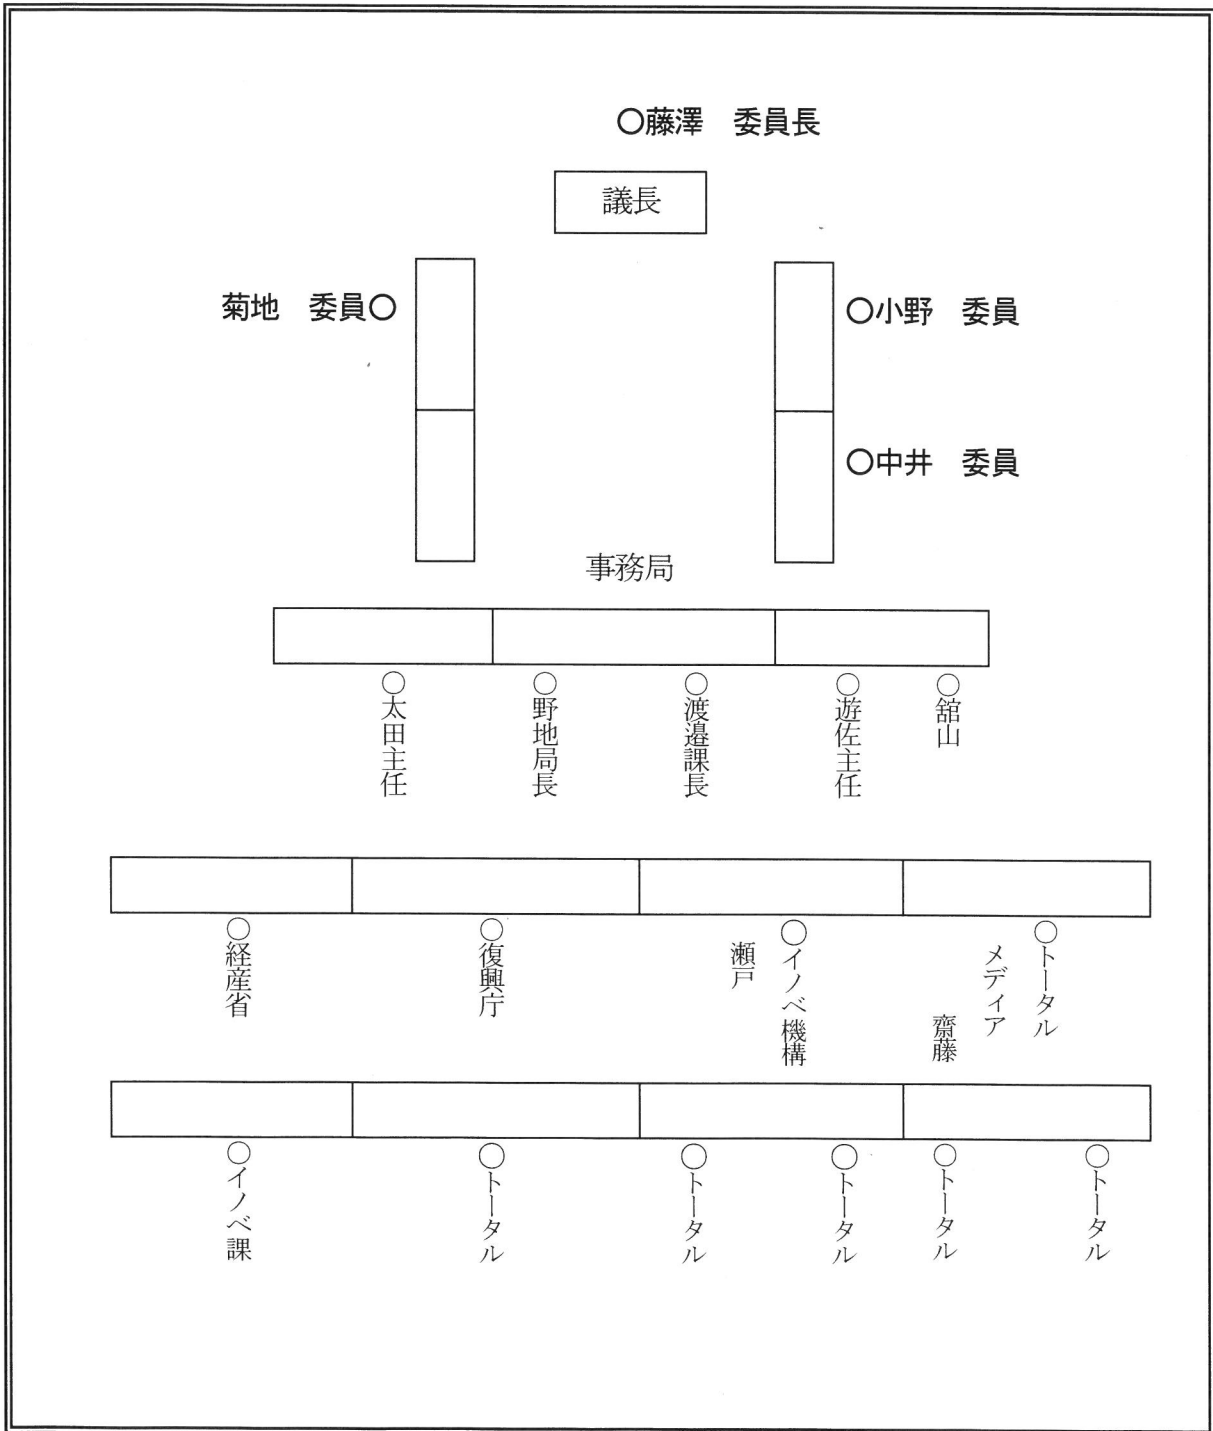 ○藤澤　委員長
議長
菊地　委員○
○小野　委員
○中井　委員
事務局
○太田主任
○野地局長
○渡邉課長
○遊佐主任
○舘山
○経産省
○復興庁
○イノベ機構
瀬戸
○トータル
メディア
齋藤
○イノベ課
○トータル
○トータル
○トータル
○トータル
○トータル